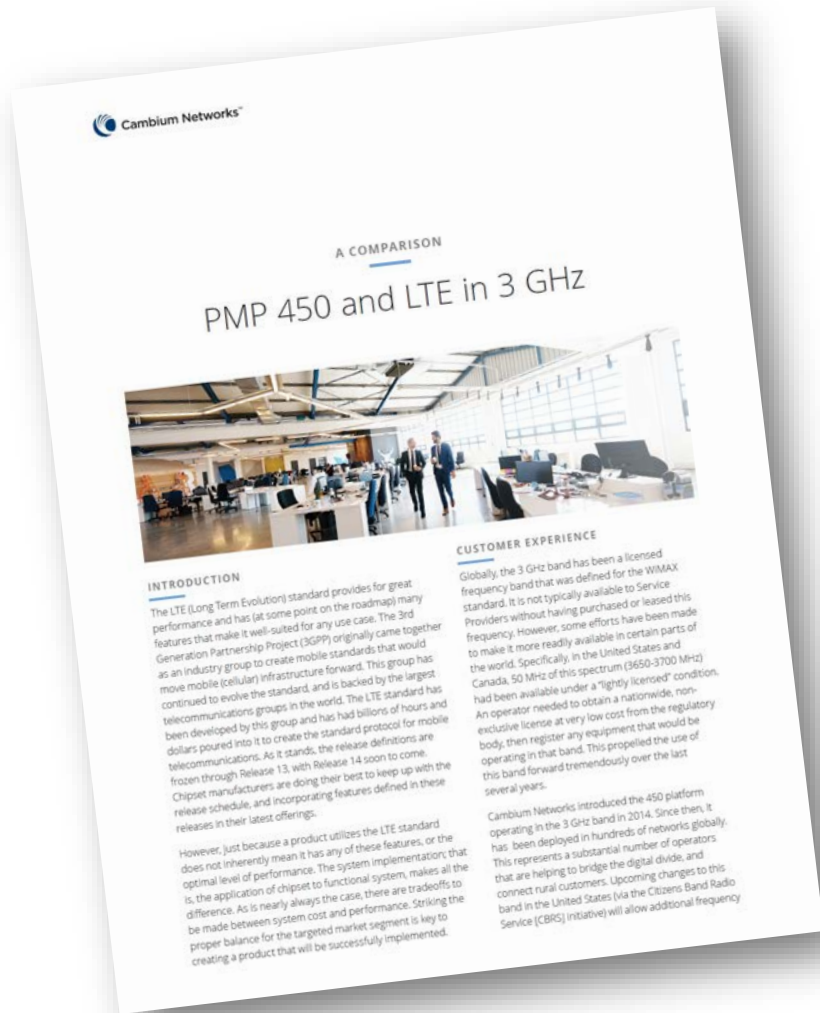 Cambium Networks™
A COMPARISON
PMP 450 and LTE in 3 GHz
INTRODUCTION
The LTE (Long Term Evolution) standard provides for great
performance and has (at some point on the roadmap) many
features that make it well-suited for any use case. The 3rd
Generation Partnership Project (3GPP) originally came together
as an industry group to create mobile standards that would
move mobile (cellular) infrastructure forward. This group has
continued to evolve the standard, and is backed by the largest
telecommunications groups in the world. The LTE standard has
been developed by this group and has had billions of hours and
dollars poured into it to create the standard protocol for mobile
telecommunications. As it stands, the release definitions are
frozen through Release 13, with Release 14 soon to come.
Chipset manufacturers are doing their best to keep up with the
release schedule, and incorporating features defined in these
releases in their latest offerings.
However, just because a product utilizes the LTE standard
does not inherently mean it has any of these features, or the
optimal level of performance. The system implementation; that
is, the application of chipset to functional system, makes all the
difference. As is nearly always the case, there are tradeoffs to
be made between system cost and performance. Striking the
proper balance for the targeted market segment is key to
creating a product that will be successfully implemented.
CUSTOMER EXPERIENCE
Globally, the 3 GHz band has been a licensed
frequency band that was defined for the WiMAX
standard. It is not typically available to Service
Providers without having purchased or leased this
frequency. However, some efforts have been made
to make it more readily available in certain parts of
the world. Specifically, in the United States and
Canada, 50 MHz of this spectrum (3650-3700 MHz)
had been available under a "lightly licensed" condition.
An operator needed to obtain a nationwide, non-
exclusive license at very low cost from the regulatory
body, then register any equipment that would be
operating in that band. This propelled the use of
this band forward tremendously over the last
several years.
Cambium Networks introduced the 450 platform
operating in the 3 GHz band in 2014. Since then, it
has been deployed in hundreds of networks globally.
This represents a substantial number of operators
that are helping to bridge the digital divide, and
connect rural customers. Upcoming changes to this
band in the United States (via the Citizens Band Radio
Service [CBRS] initiative) will allow additional frequency